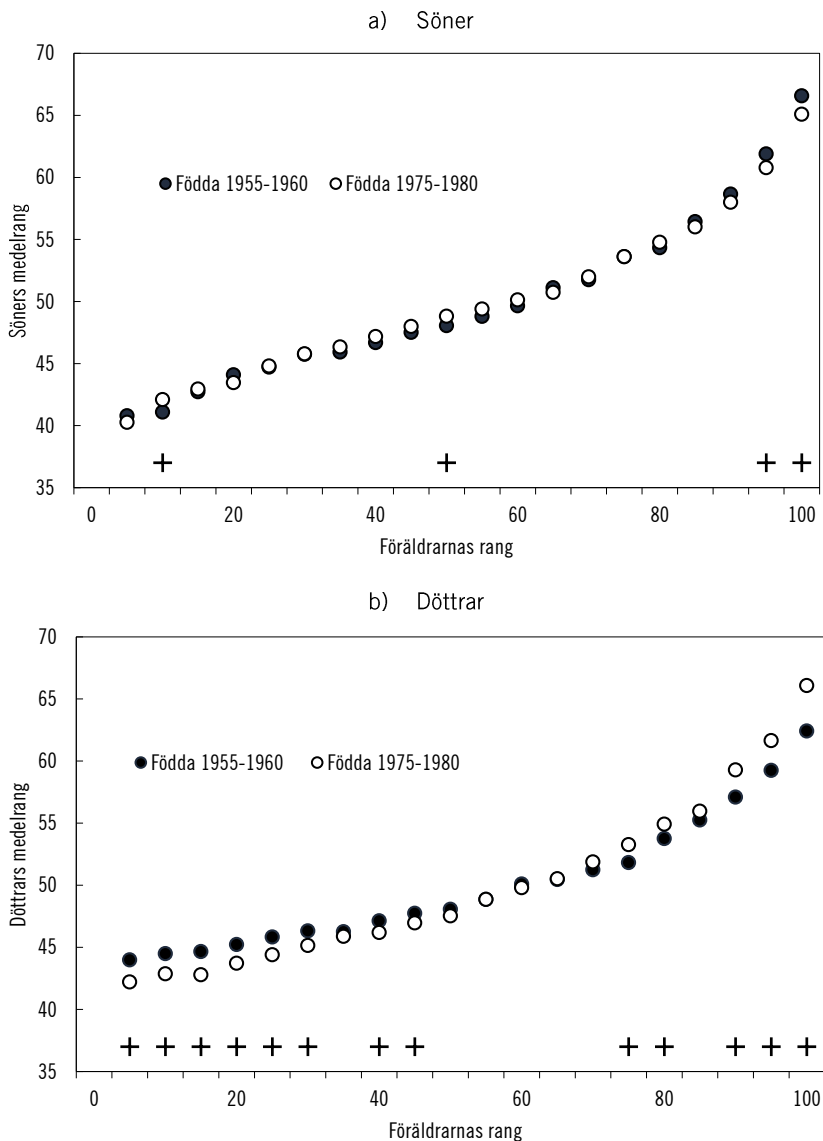 a) Söner
70
65
60
55
50
45
40
35
Söners medelrang
Födda 1955-1960 Födda 1975-1980
0 20 40 60 80 100
Föräldrarnas rang
b) Döttrar
70
65
60
55
50
45
40
35
Döttrars medelrang
Födda 1955-1960 Födda 1975-1980
0 20 40 60 80 100
Föräldrarnas rang